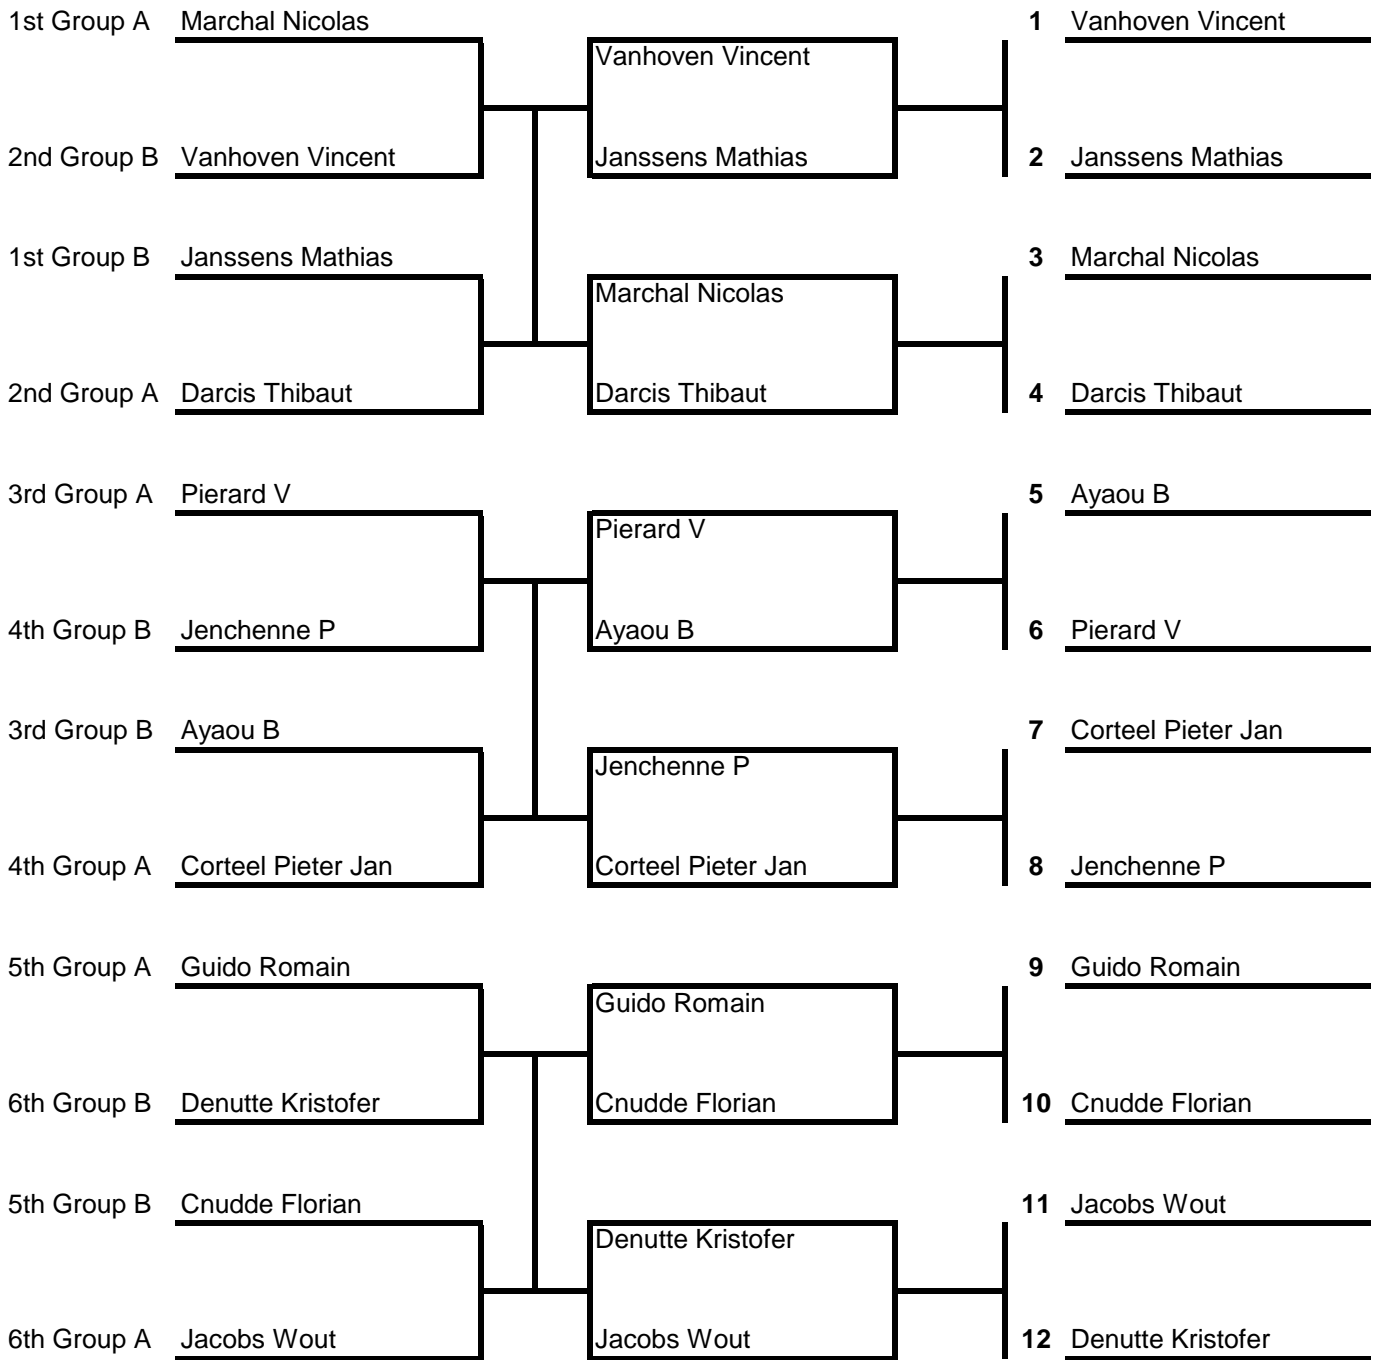 1st Group A Marchal Nicolas 1 Vanhoven Vincent
Vanhoven Vincent
2nd Group B Vanhoven Vincent Janssens Mathias 2 Janssens Mathias
1st Group B Janssens Mathias 3 Marchal Nicolas
Marchal Nicolas
2nd Group A Darcis Thibaut Darcis Thibaut 4 Darcis Thibaut
3rd Group A Pierard V 5 Ayaou B
Pierard V
4th Group B Jenchenne P Ayaou B 6 Pierard V
3rd Group B Ayaou B 7 Corteel Pieter Jan
Jenchenne P
4th Group A Corteel Pieter Jan Corteel Pieter Jan 8 Jenchenne P
5th Group A Guido Romain 9 Guido Romain
Guido Romain
6th Group B Denutte Kristofer Cnudde Florian 10 Cnudde Florian
5th Group B Cnudde Florian 11 Jacobs Wout
Denutte Kristofer
6th Group A Jacobs Wout Jacobs Wout 12 Denutte Kristofer